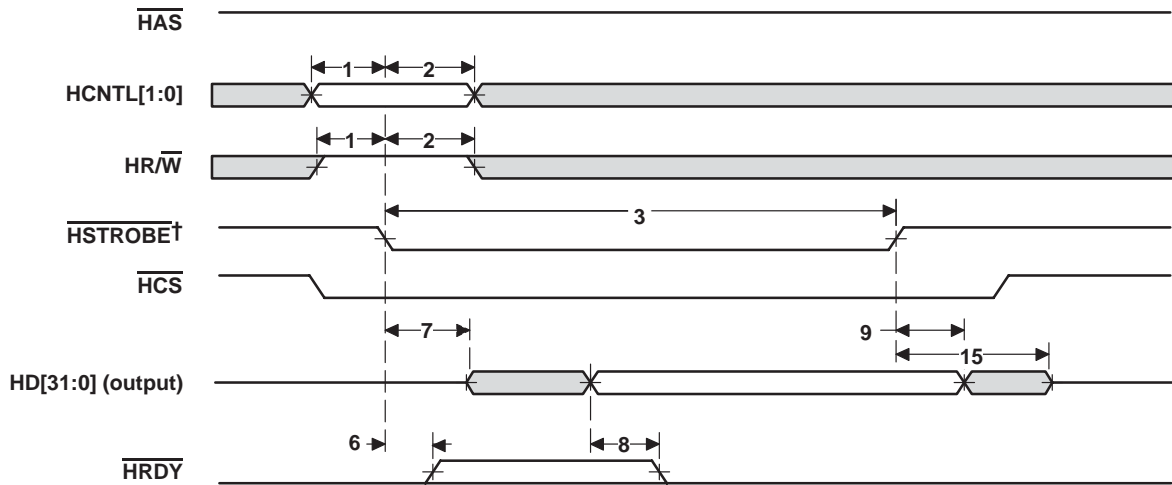 HAS
1 2
HCNTL[1:0]
1 2
HR/W
3
HSTROBE†
HCS
7 9
15
HD[31:0] (output)
6 8
HRDY